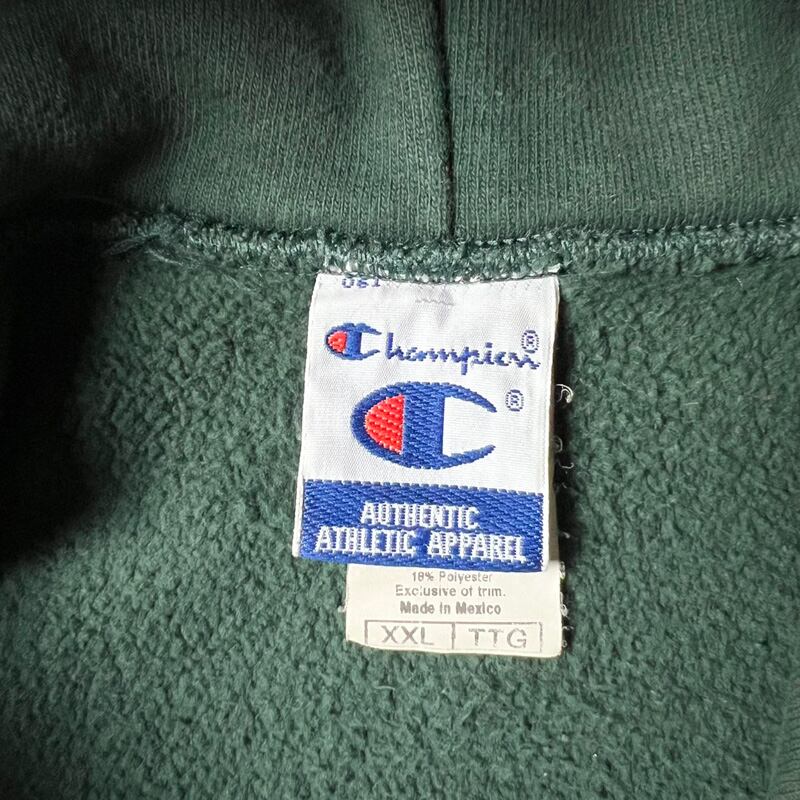 Champion®
®
AUTHENTIC
ATHLETIC APPAREL
18% Polyester
Exclusive of trim.
Made in Mexico
XXL TTG